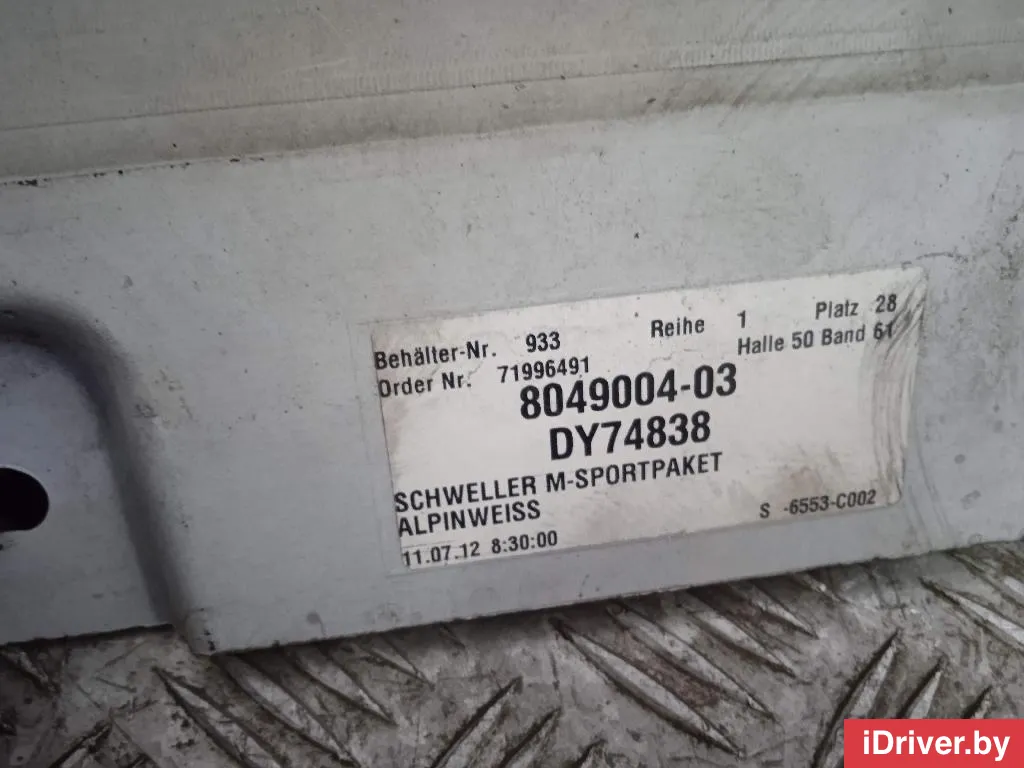 Behälter-Nr. 933 Reihe 1 Platz 28
Order Nr. 71996491 Halle 50 Band 61
8049004-03
DY74838
SCHWELLER M-SPORTPAKET
ALPINWEISS
11.07.12 8:30:00 S -6553-C002
iDriver.by